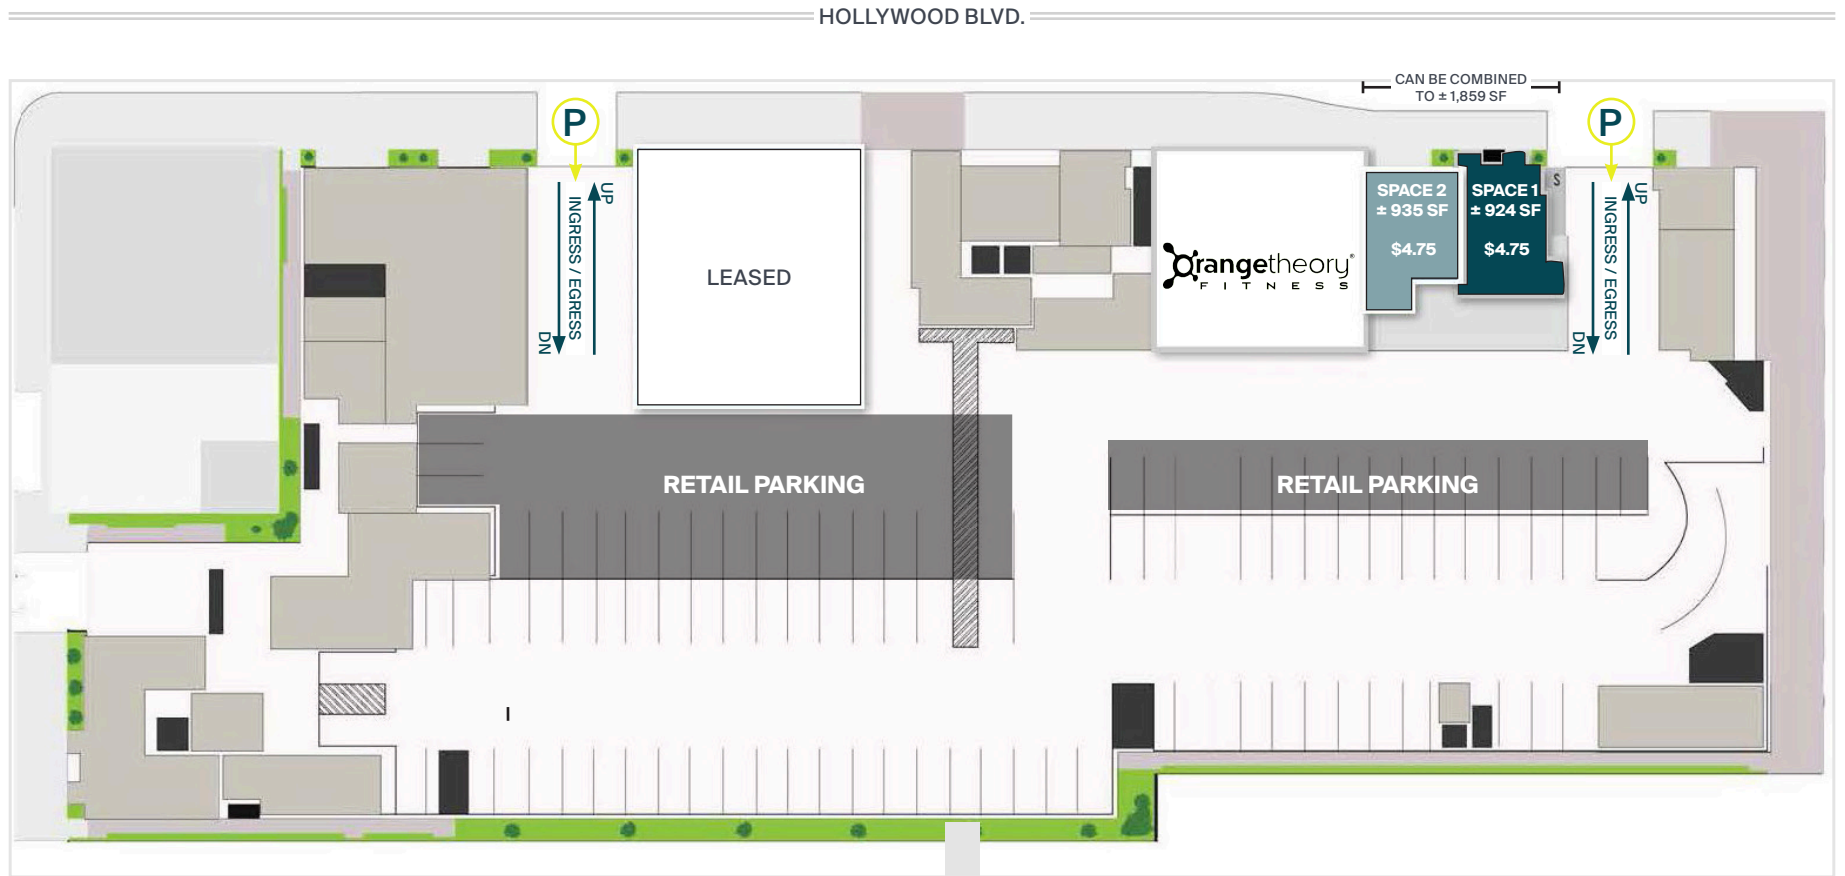 HOLLYWOOD BLVD.
CAN BE COMBINED
TO ± 1,859 SF
P
P
UP
INGRESS / EGRESS
DN
LEASED
Orangetheory®
FITNESS
SPACE 2
± 935 SF
$4.75
SPACE 1
± 924 SF
$4.75
S
UP
INGRESS / EGRESS
DN
RETAIL PARKING
RETAIL PARKING